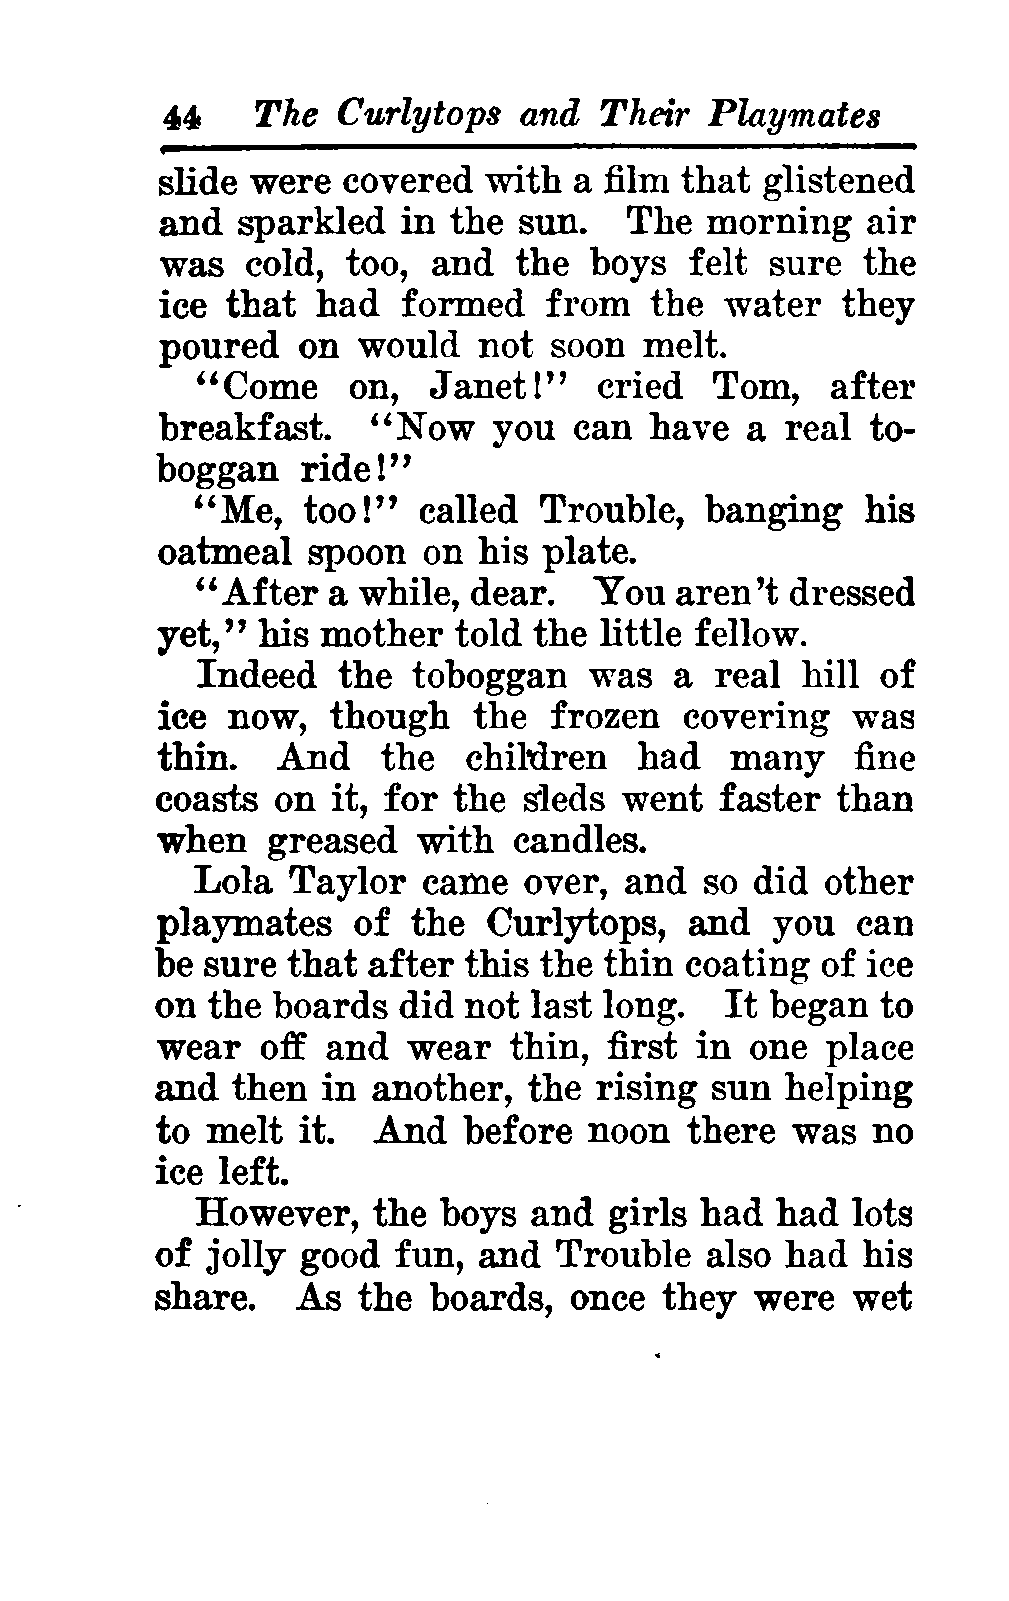 44 The Curlytops and Their Playmates
slide were covered with a film that glistened
and sparkled in the sun. The morning air
was cold, too, and the boys felt sure the
ice that had formed from the water they
poured on would not soon melt.
"Come on, Janet!" cried Tom, after
breakfast. "Now you can have a real to-
boggan ride!"
"Me, too!" called Trouble, banging his
oatmeal spoon on his plate.
"After a while, dear. You aren't dressed
yet," his mother told the little fellow.
Indeed the toboggan was a real hill of
ice now, though the frozen covering was
thin. And the children had many fine
coasts on it, for the sleds went faster than
when greased with candles.
Lola Taylor came over, and so did other
playmates of the Curlytops, and you can
be sure that after this the thin coating of ice
on the boards did not last long. It began to
wear off and wear thin, first in one place
and then in another, the rising sun helping
to melt it. And before noon there was no
ice left.
However, the boys and girls had had lots
of jolly good fun, and Trouble also had his
share. As the boards, once they were wet